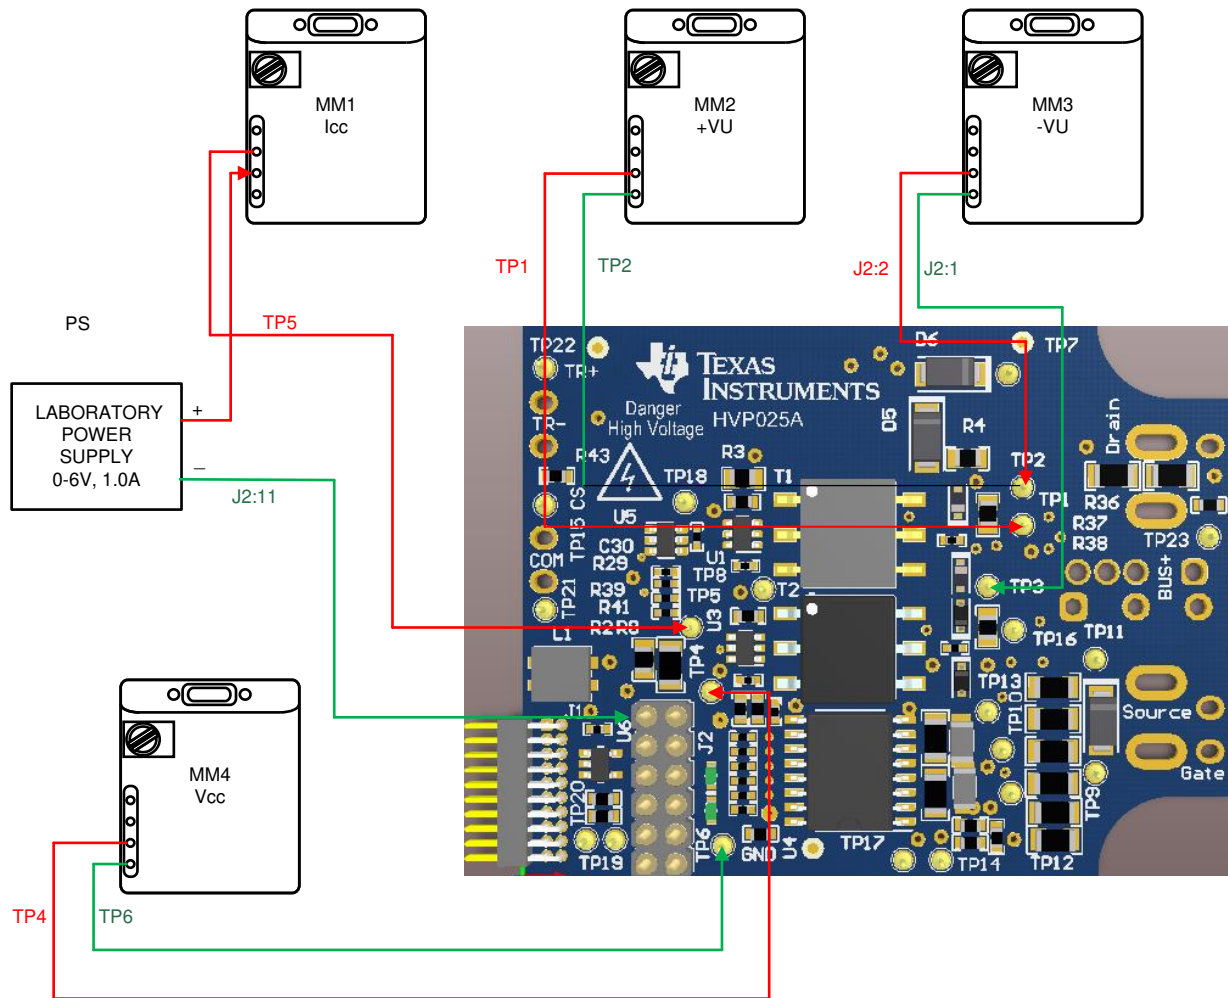 MM1
Icc
MM2
+VU
MM3
-VU
TP1
TP2
J2:2
J2:1
PS
TP5
LABORATORY
POWER
SUPPLY
0-6V, 1.0A
+
–
J2:11
MM4
Vcc
TP4
TP6
TP22
TR+
TR-
TEXAS
INSTRUMENTS
HVP025A
Danger
High Voltage
D6
TP7
D5
R4
Drain
R43
R3
TP18
T1
TP2
TP1
R36
CS
TP15
U5
R37
R38
TP23
COM
C30
R29
U1
TP8
R39
TP5
T2
TP3
BUS+
TP21
R41
U3
R2
R8
TP16
TP11
L1
TP4
TP13
TP10
Source
J1
U6
J2
Gate
TP20
TP9
TP19
TP6
GND
U4
TP17
TP14
TP12